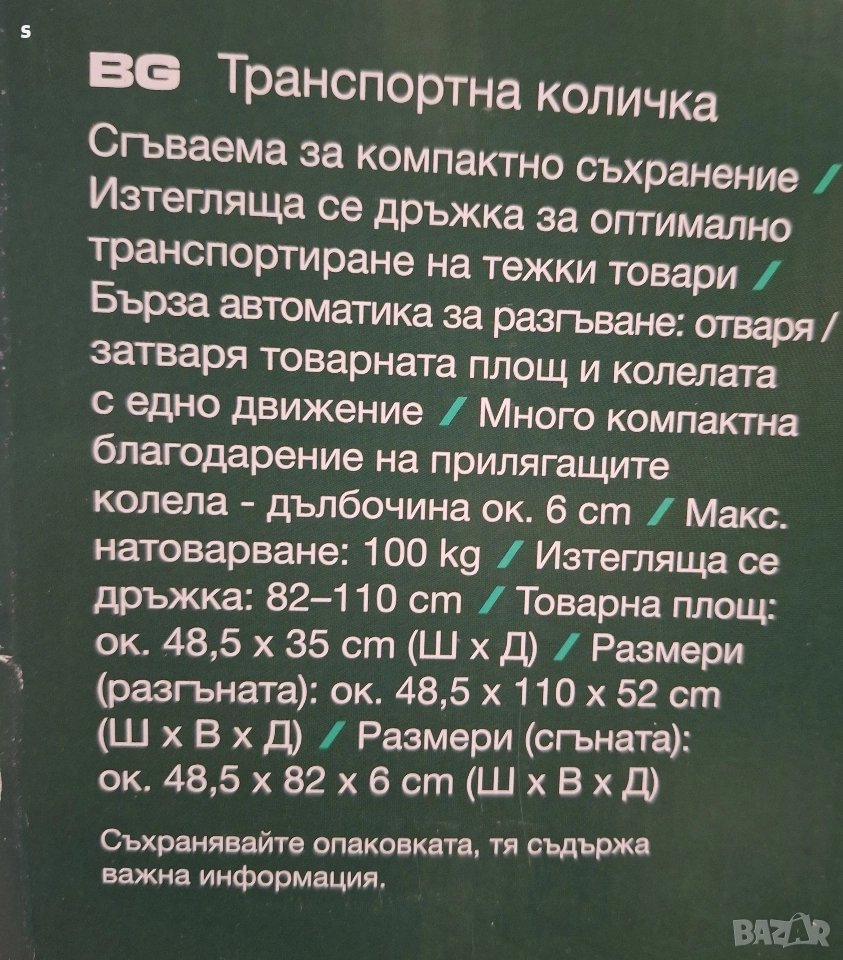 s
BG Транспортна количка
Сгъваема за компактно съхранение /
Изтегляща се дръжка за оптимално
транспортиране на тежки товари /
Бърза автоматика за разгъване: отваря /
затваря товарната площ и колелата
с едно движение / Много компактна
благодарение на прилягащите
колела - дълбочина ок. 6 cm / Макс.
натоварване: 100 kg / Изтегляща се
дръжка: 82–110 cm / Товарна площ:
ок. 48,5 x 35 cm (Ш x Д) / Размери
(разгъната): ок. 48,5 x 110 x 52 cm
(Ш x В x Д) / Размери (сгъната):
ок. 48,5 x 82 x 6 cm (Ш x В x Д)
Съхранявайте опаковката, тя съдържа
важна информация.
BAZAR